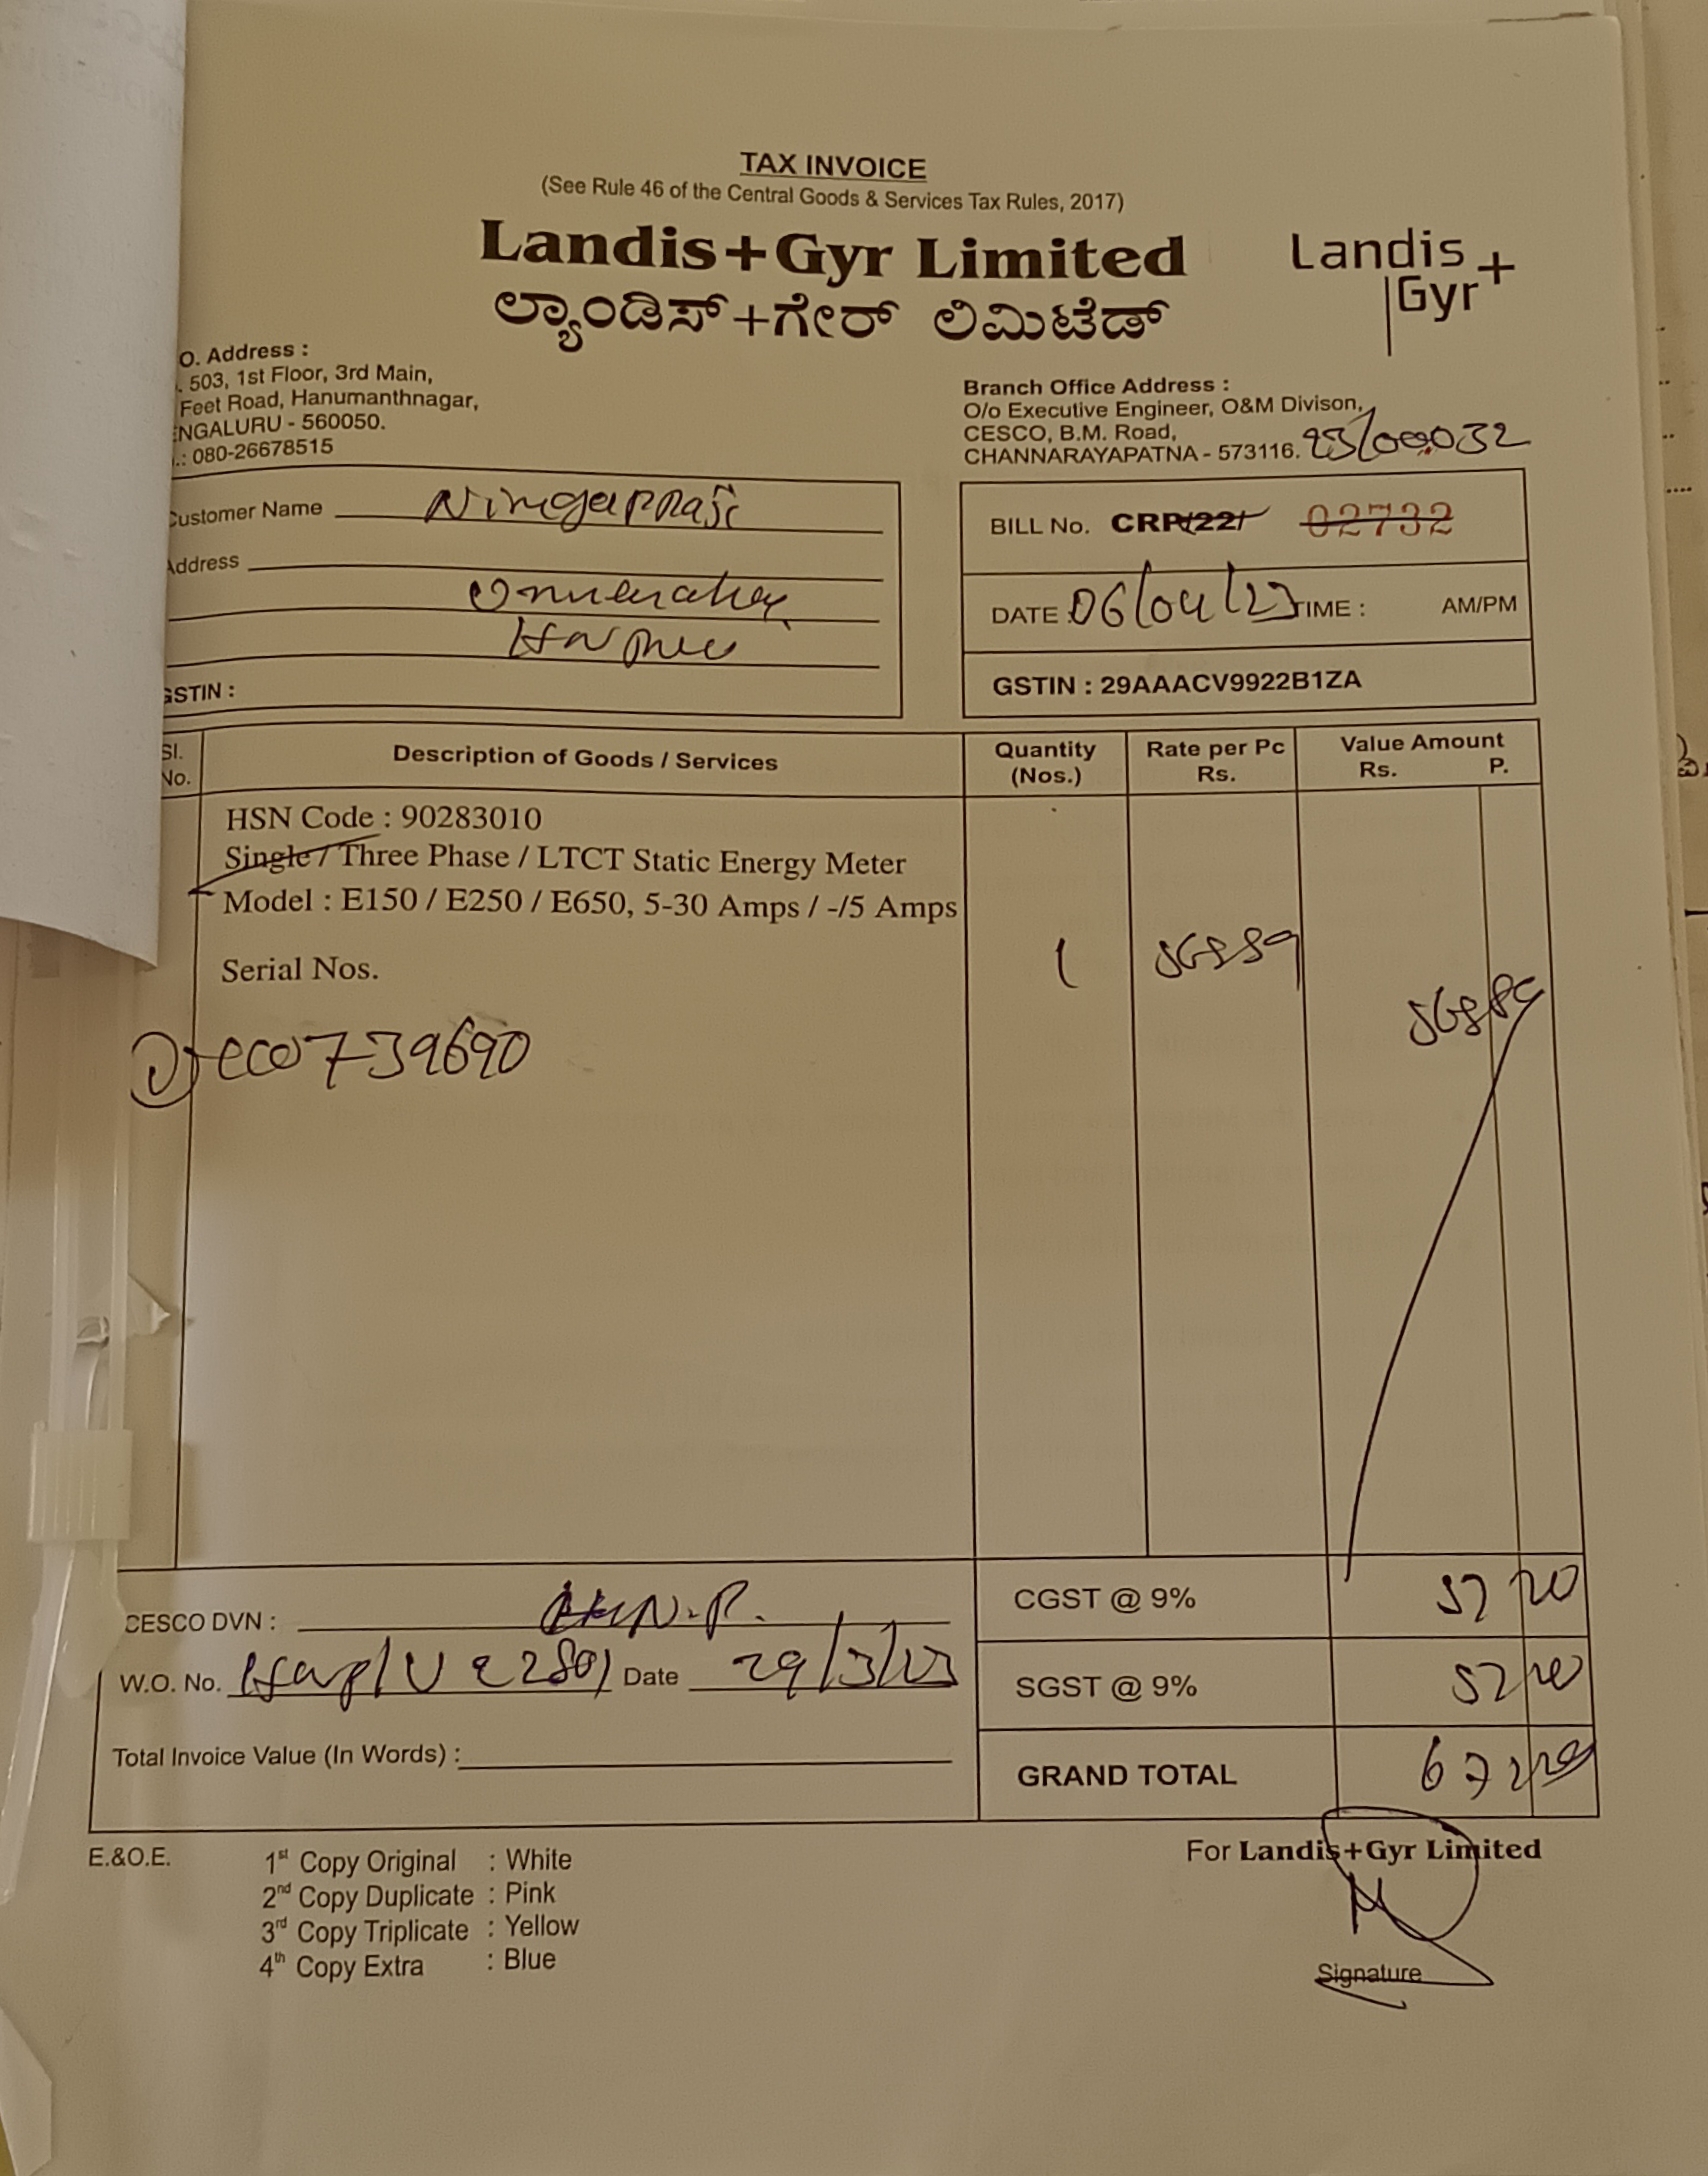 TAX INVOICE
(See Rule 46 of the Central Goods & Services Tax Rules, 2017)
Landis+Gyr Limited
ಲ್ಯಾಂಡಿಸ್+ಗೇರ್ ಲಿಮಿಟೆಡ್
Landis+
Gyr
O. Address :
. 503, 1st Floor, 3rd Main,
Feet Road, Hanumanthnagar,
NGALURU - 560050.
.: 080-26678515
Branch Office Address :
O/o Executive Engineer, O&M Divison,
CESCO, B.M. Road,
CHANNARAYAPATNA - 573116.
Customer Name
Address
GSTIN :
BILL No. CRP/22/ 02732
DATE 06/04/23 TIME : AM/PM
GSTIN : 29AAACV9922B1ZA
Sl. No.
Description of Goods / Services
Quantity (Nos.)
Rate per Pc Rs.
Value Amount Rs. P.
HSN Code : 90283010
Single / Three Phase / LTCT Static Energy Meter
Model : E150 / E250 / E650, 5-30 Amps / -/5 Amps
Serial Nos.
1
7739690
CESCO DVN :
CGST @ 9%
W.O. No. Date 29/3/23
SGST @ 9%
Total Invoice Value (In Words) :
GRAND TOTAL
E.&O.E.
1st Copy Original : White
2nd Copy Duplicate : Pink
3rd Copy Triplicate : Yellow
4th Copy Extra : Blue
For Landis+Gyr Limited
Signature